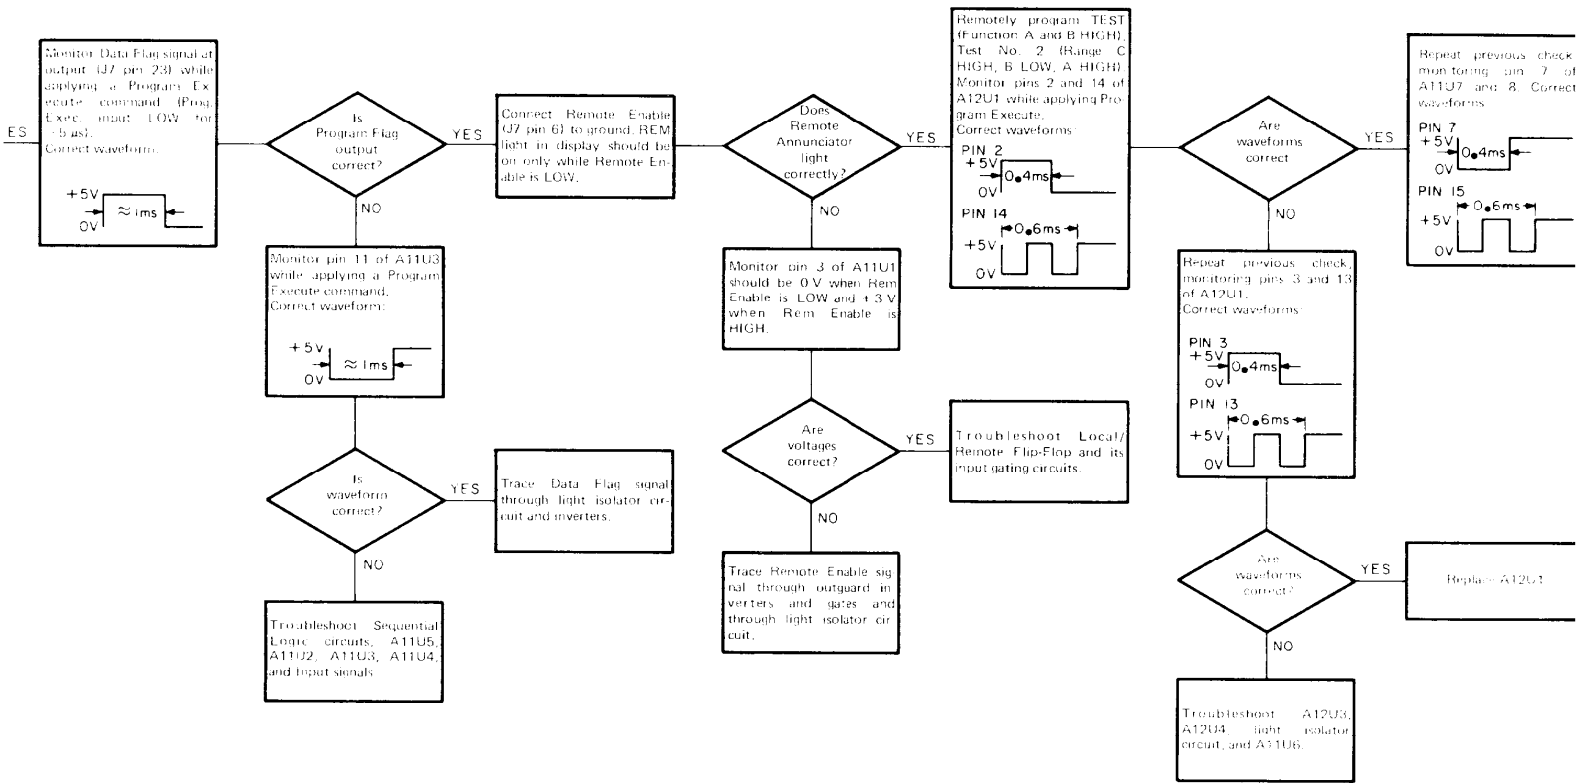 ES
Monitor Data Flag signal at
output (J7 pin 23) while
applying a Program Ex-
ecute command (Prog.
Exec. input LOW for
5 µs).
Correct waveform:
+5V
≈ 1ms
0V
Is
Program Flag
output
correct?
YES
NO
Monitor pin 11 of A11U3
while applying a Program
Execute command.
Correct waveform:
+5V
≈ 1ms
0V
Is
waveform
correct?
YES
NO
Trace Data Flag signal
through light isolator cir-
cuit and inverters.
Troubleshoot Sequential
Logic circuits, A11U5,
A11U2, A11U3, A11U4,
and Input signals
Connect Remote Enable
(J7 pin 6) to ground. REM
light in display should be
on only while Remote En-
able is LOW.
Does
Remote
Annunciator
light
correctly?
YES
NO
Monitor pin 3 of A11U1
should be 0 V when Rem
Enable is LOW and +3 V
when Rem Enable is
HIGH.
Are
voltages
correct?
YES
NO
Troubleshoot Local/
Remote Flip-Flop and its
input gating circuits.
Trace Remote Enable sig
nal through outguard in
verters and gates and
through light isolator cir
cuit.
Remotely program TEST
(Function A and B HIGH),
Test No. 2 (Range C
HIGH, B LOW, A HIGH)
Monitor pins 2 and 14 of
A12U1 while applying Pro-
gram Execute.
Correct waveforms:
PIN 2
+5V
0.4ms
0V
PIN 14
0.6ms
+5V
0V
Are
waveforms
correct
YES
NO
Repeat previous check,
monitoring pins 3 and 13
of A12U1.
Correct waveforms:
PIN 3
+5V
0.4ms
0V
PIN 13
0.6ms
+5V
0V
Are
waveforms
correct?
YES
NO
Replace A12U1
Troubleshoot A12U3,
A12U4, light isolator
circuit, and A11U6.
Repeat previous check
monitoring pin 7 of
A11U7 and 8. Correct
waveforms
PIN 7
+5V
0.4ms
0V
PIN 15
0.6ms
+5V
0V